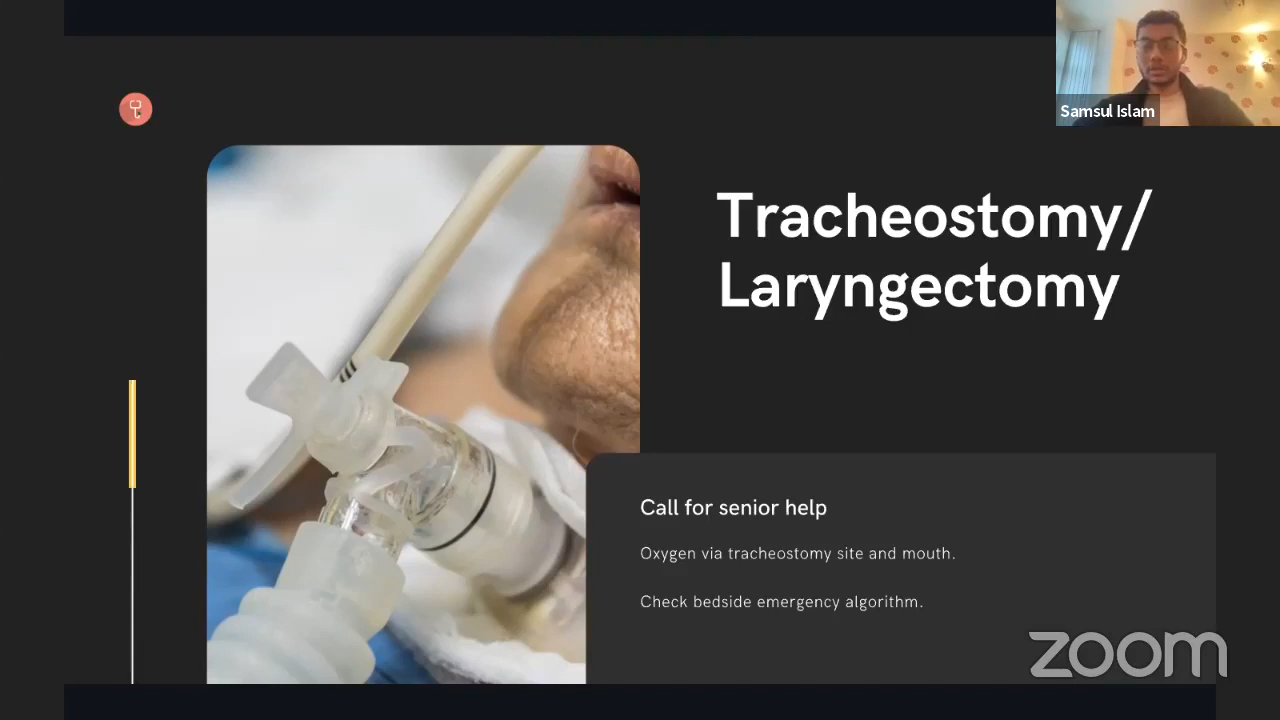 Samsul Islam
Tracheostomy/
Laryngectomy
Call for senior help
Oxygen via tracheostomy site and mouth.
Check bedside emergency algorithm.
zoom